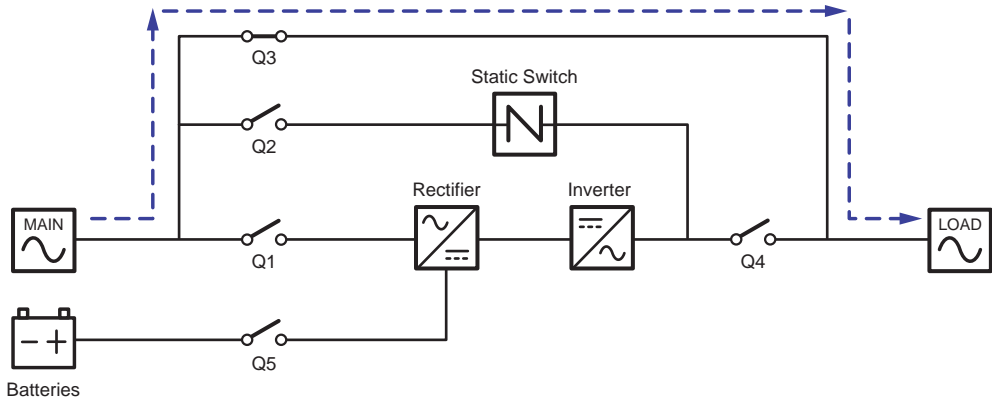 Q3
Static Switch
Q2
Rectifier
Inverter
MAIN
LOAD
Q1
Q4
Q5
Batteries